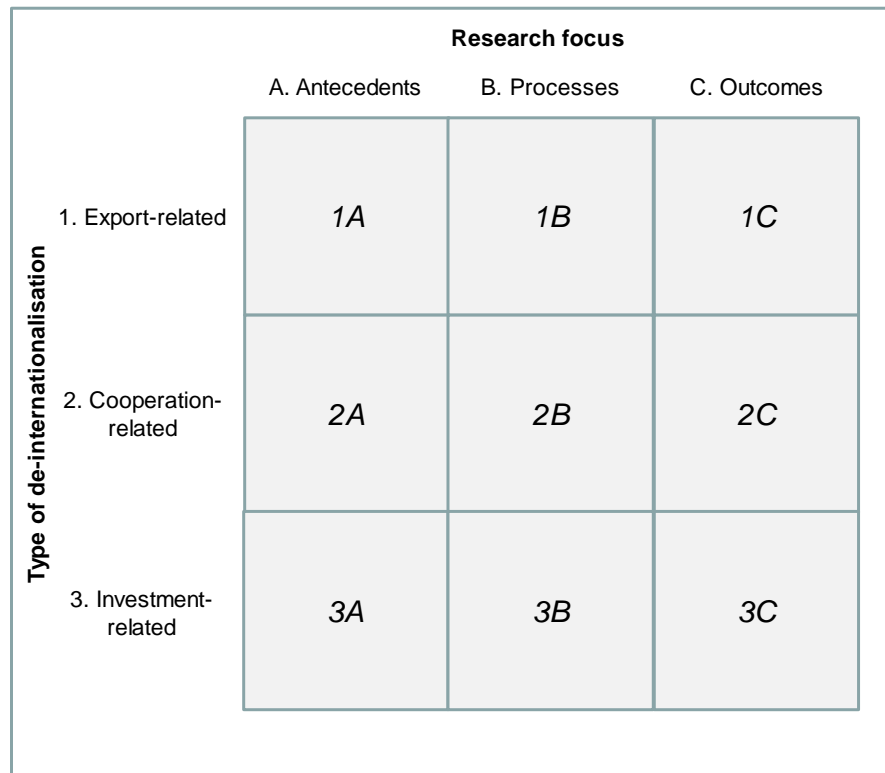 Research focus
A. Antecedents B. Processes C. Outcomes
Type of de-internationalisation
1. Export-related 1A 1B 1C
2. Cooperation-
related 2A 2B 2C
3. Investment-
related 3A 3B 3C